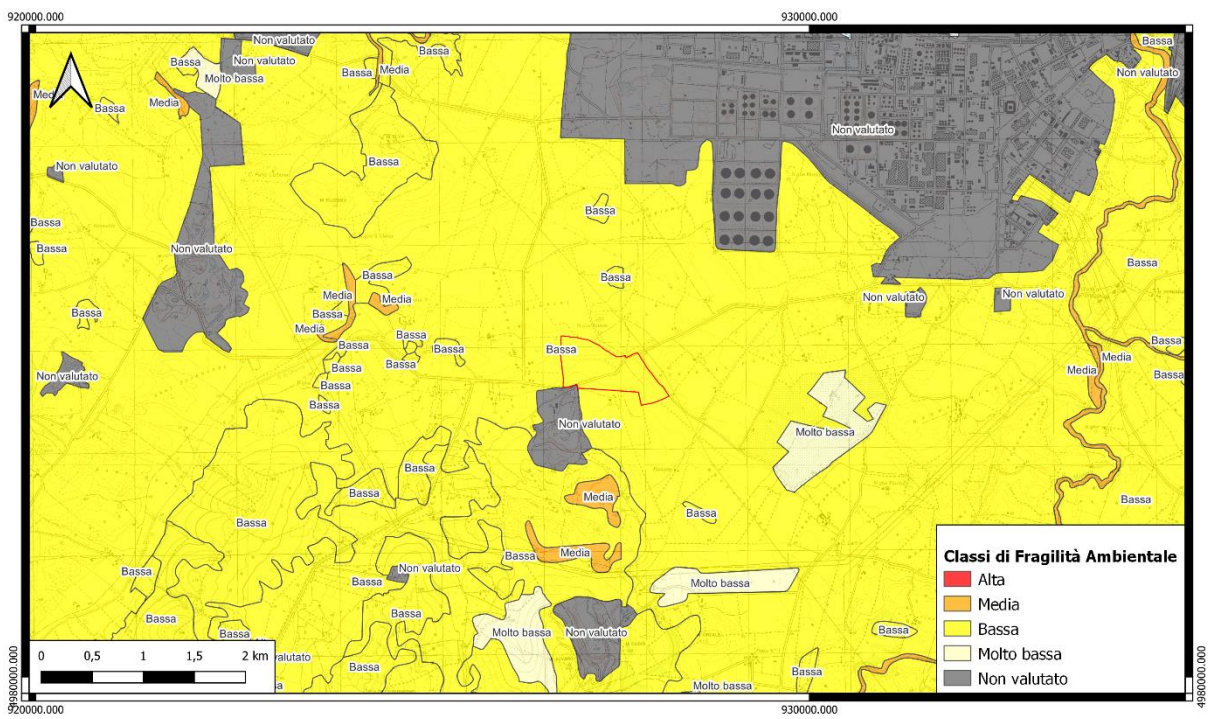 920000.000
930000.000
Non valutato
Bassa
Bassa
Non valutato
Bassa
Media
Non valutato
Molto bassa
Bassa
Media
Bassa
Non valutato
Bassa
Non valutato
Non valutato
Bassa
Bassa
Non valutato
Bassa
Bassa
Bassa
Bassa
Media
Media
Non valutato
Non valutato
Bassa
Bassa
Media
Bassa
Bassa
Bassa
Bassa
Bassa
Media
Bassa
Bassa
Media
Non valutato
Bassa
Bassa
Bassa
Non valutato
Molto bassa
Bassa
Bassa
Media
Bassa
Bassa
Bassa
Media
Bassa
Bassa
Non valutato
Bassa
Molto bassa
Bassa
Bassa
Bassa
Molto bassa
Non valutato
Bassa
Bassa
Bassa
Molto bassa
Classi di Fragilità Ambientale
Alta
Media
Bassa
Molto bassa
Non valutato
0 0,5 1 1,5 2 km
4980000.000
4980000.000
920000.000
930000.000